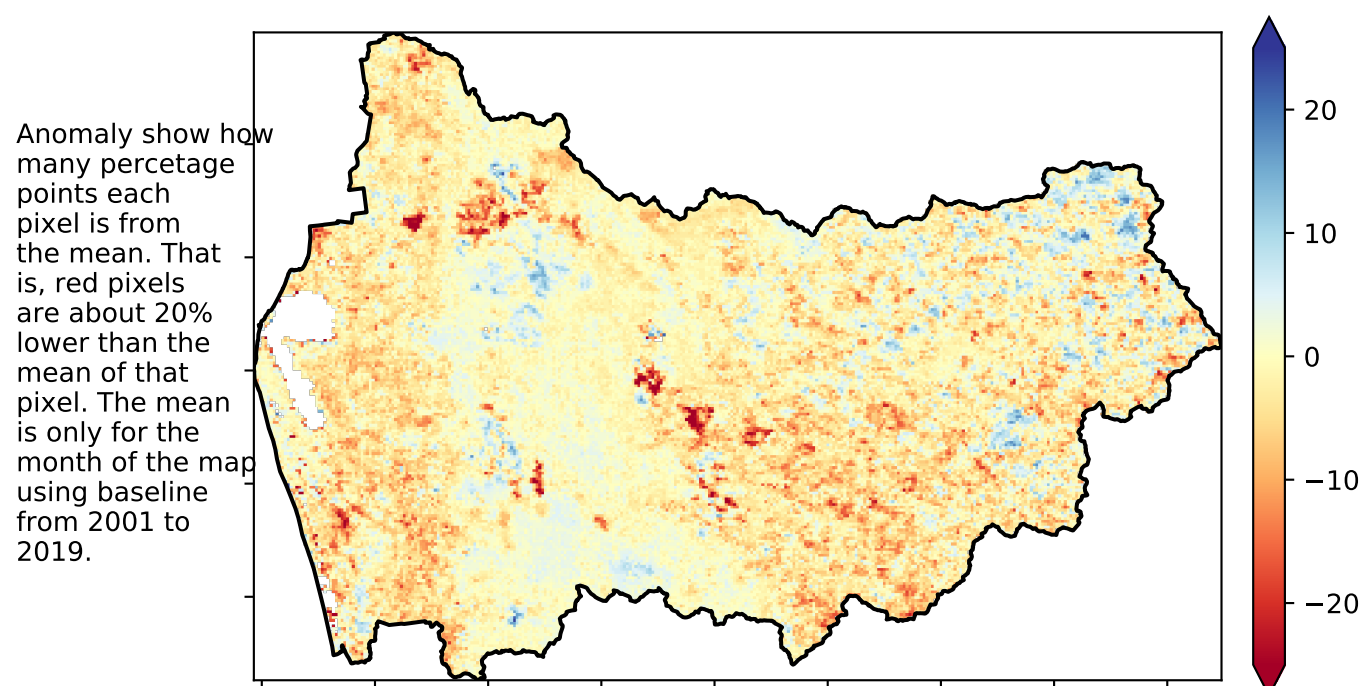 Anomaly show how
many percetage
points each
pixel is from
the mean. That
is, red pixels
are about 20%
lower than the
mean of that
pixel. The mean
is only for the
month of the map
using baseline
from 2001 to
2019.
20
10
0
−10
−20